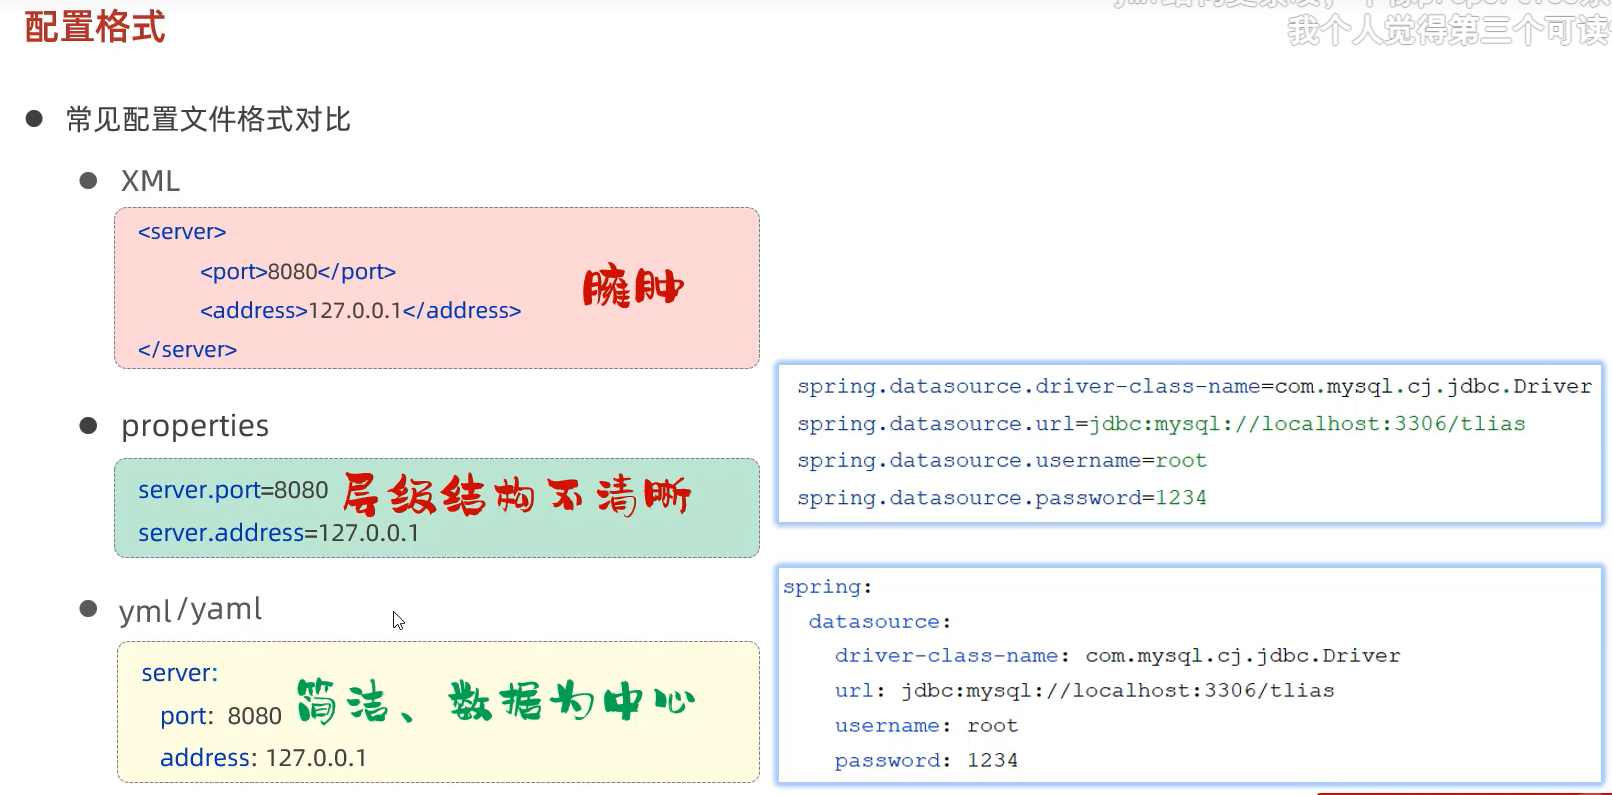 配置格式
我个人觉得第三个可读
常见配置文件格式对比
XML
<server>
<port>8080</port>
<address>127.0.0.1</address>
</server>
臃肿
properties
server.port=8080
server.address=127.0.0.1
层级结构不清晰
spring.datasource.driver-class-name=com.mysql.cj.jdbc.Driver
spring.datasource.url=jdbc:mysql://localhost:3306/tlias
spring.datasource.username=root
spring.datasource.password=1234
yml/yaml
server:
port: 8080
address: 127.0.0.1
简洁、数据为中心
spring:
datasource:
driver-class-name: com.mysql.cj.jdbc.Driver
url: jdbc:mysql://localhost:3306/tlias
username: root
password: 1234